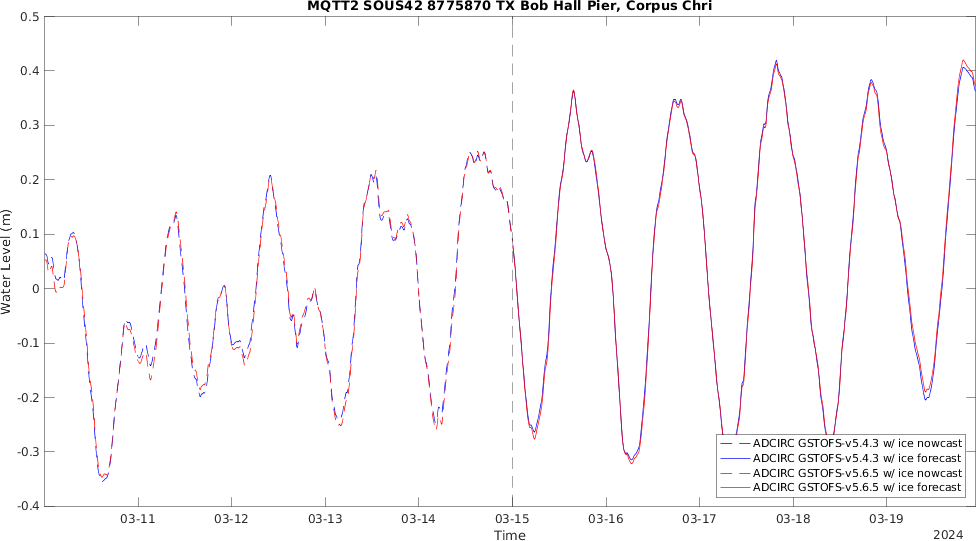 MQTT2 SOUS42 8775870 TX Bob Hall Pier, Corpus Chri
Water Level (m)
0.5
0.4
0.3
0.2
0.1
0
-0.1
-0.2
-0.3
-0.4
ADCIRC GSTOFS-v5.4.3 w/ ice nowcast
ADCIRC GSTOFS-v5.4.3 w/ ice forecast
ADCIRC GSTOFS-v5.6.5 w/ ice nowcast
ADCIRC GSTOFS-v5.6.5 w/ ice forecast
03-11 03-12 03-13 03-14 03-15 03-16 03-17 03-18 03-19
Time
2024